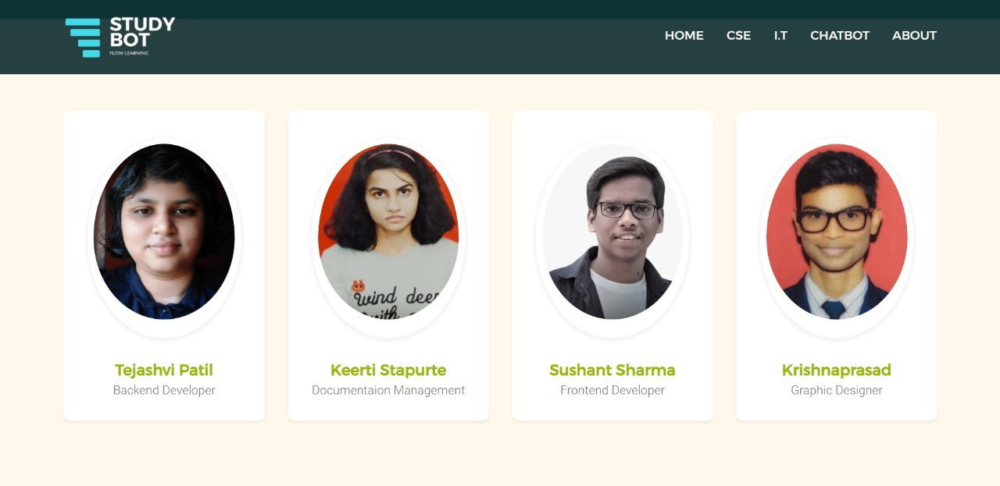 STUDY
BOT
FLOW LEARNING
HOME CSE I.T CHATBOT ABOUT
wind deer
with
Tejashvi Patil
Backend Developer
Keerti Stapurte
Documentaion Management
Sushant Sharma
Frontend Developer
Krishnaprasad
Graphic Designer